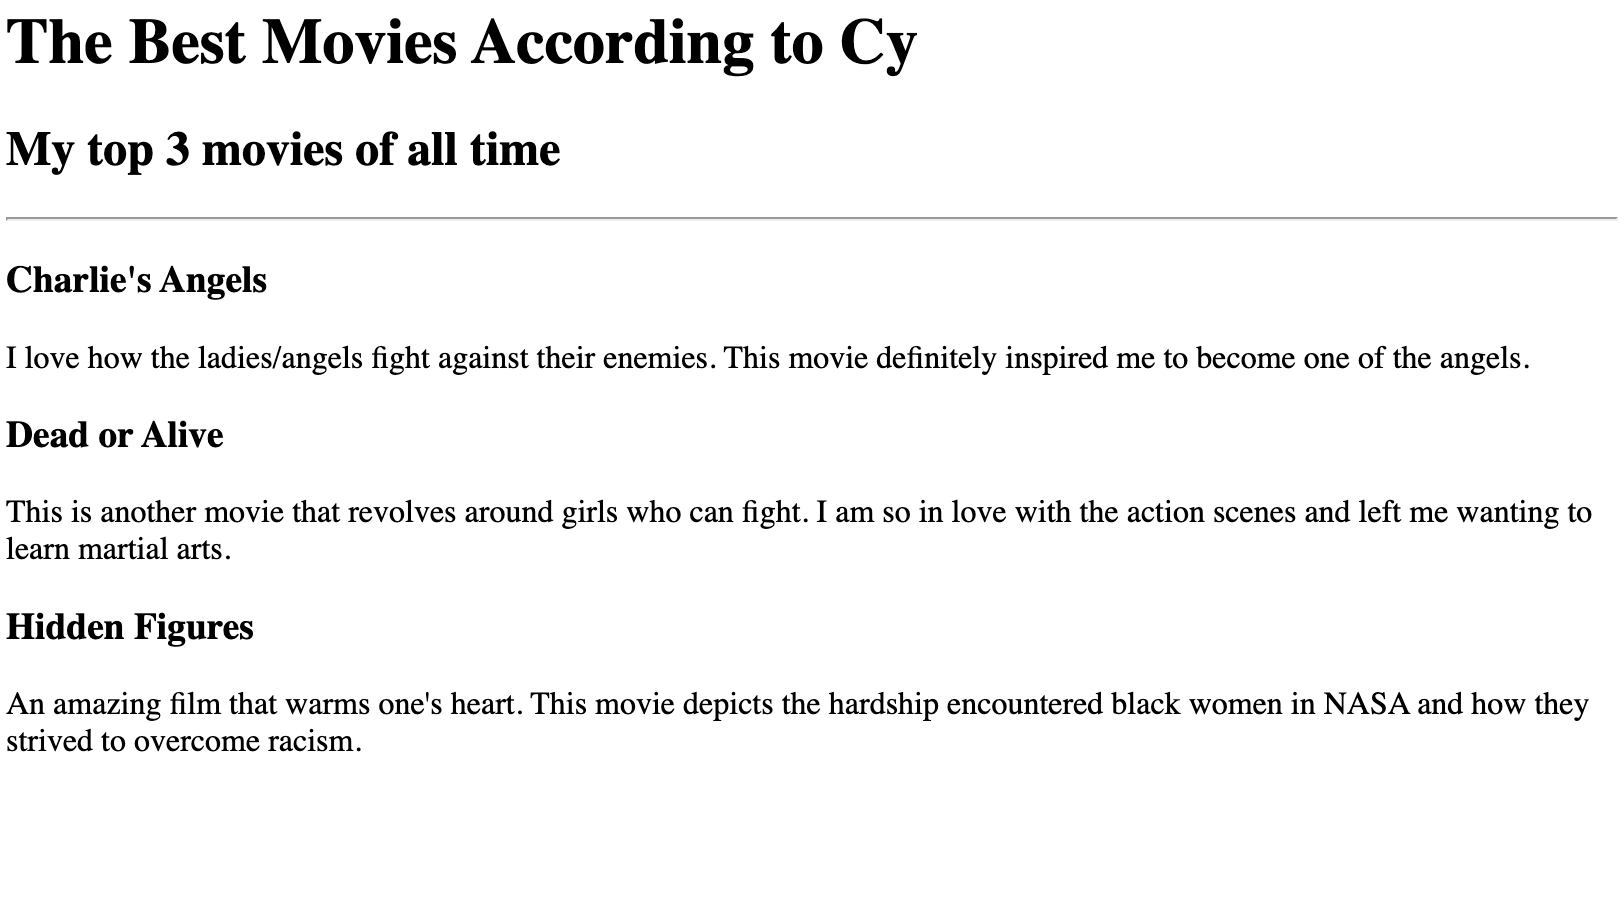 The Best Movies According to Cy
My top 3 movies of all time
Charlie's Angels
I love how the ladies/angels fight against their enemies. This movie definitely inspired me to become one of the angels.
Dead or Alive
This is another movie that revolves around girls who can fight. I am so in love with the action scenes and left me wanting to
learn martial arts.
Hidden Figures
An amazing film that warms one's heart. This movie depicts the hardship encountered black women in NASA and how they
strived to overcome racism.